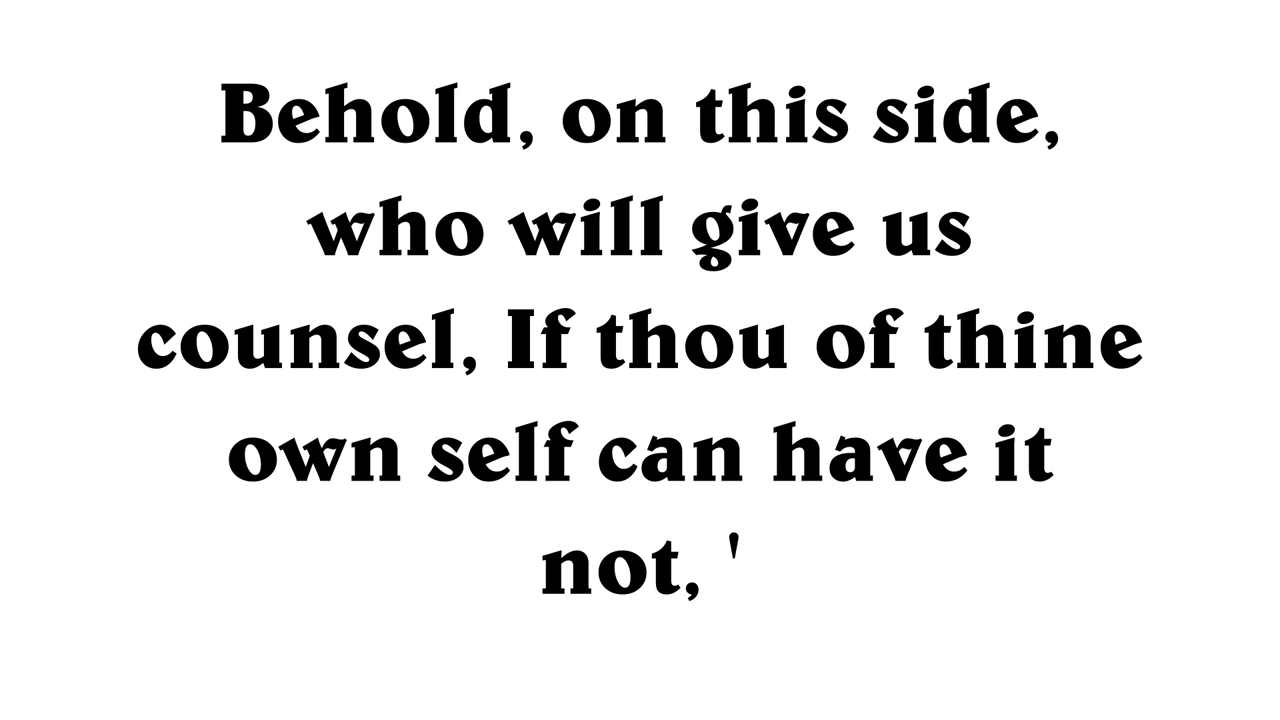 Behold, on this side,
who will give us
counsel, If thou of thine
own self can have it
not, '